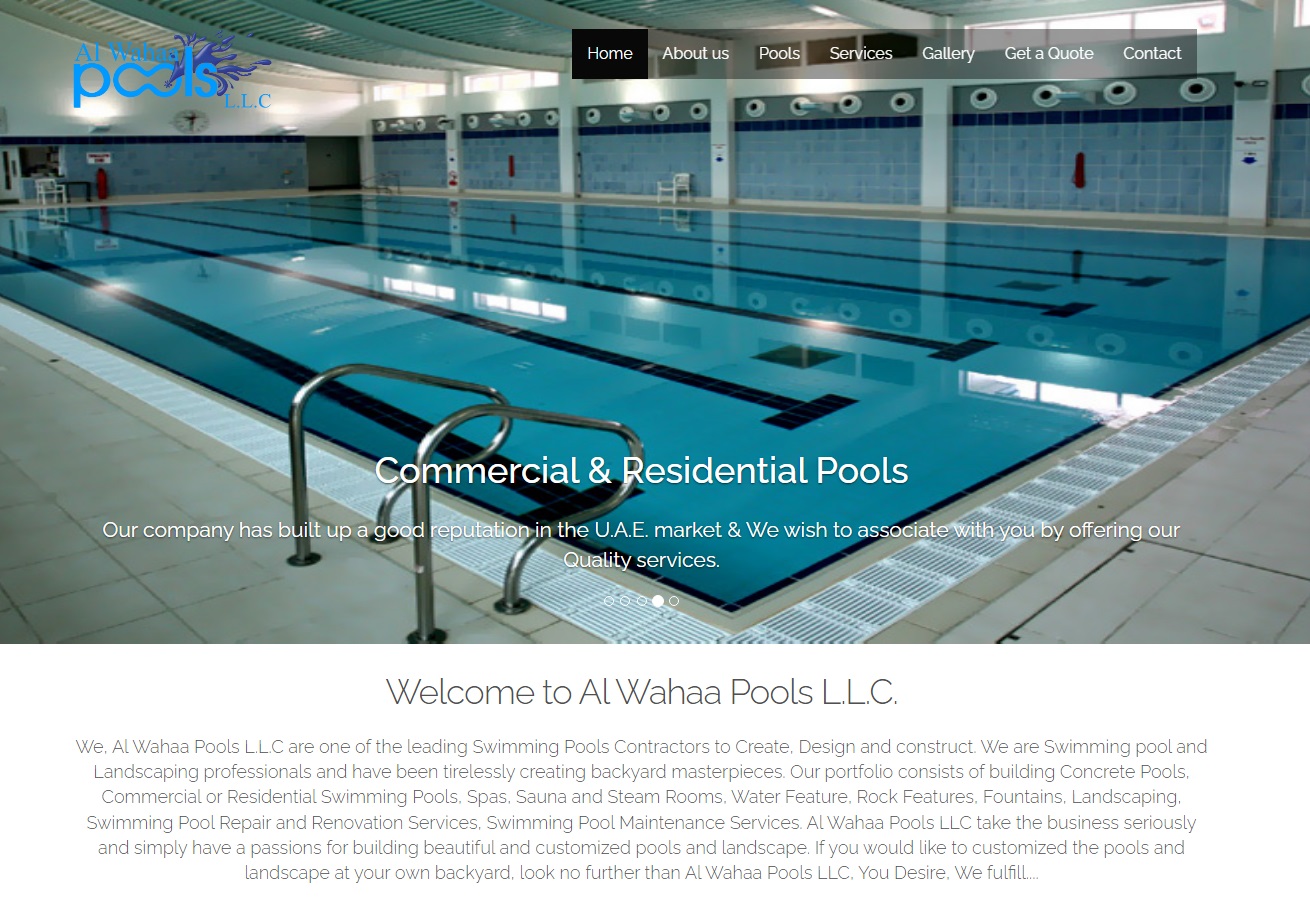 Al Wahaa
pools
L.L.C
Home About us Pools Services Gallery Get a Quote Contact
Commercial & Residential Pools
Our company has built up a good reputation in the U.A.E. market & We wish to associate with you by offering our
Quality services.
Welcome to Al Wahaa Pools L.L.C.
We, Al Wahaa Pools L.L.C are one of the leading Swimming Pools Contractors to Create, Design and construct. We are Swimming pool and
Landscaping professionals and have been tirelessly creating backyard masterpieces. Our portfolio consists of building Concrete Pools,
Commercial or Residential Swimming Pools, Spas, Sauna and Steam Rooms, Water Feature, Rock Features, Fountains, Landscaping,
Swimming Pool Repair and Renovation Services, Swimming Pool Maintenance Services. Al Wahaa Pools LLC take the business seriously
and simply have a passions for building beautiful and customized pools and landscape. If you would like to customized the pools and
landscape at your own backyard, look no further than Al Wahaa Pools LLC, You Desire, We fulfill....